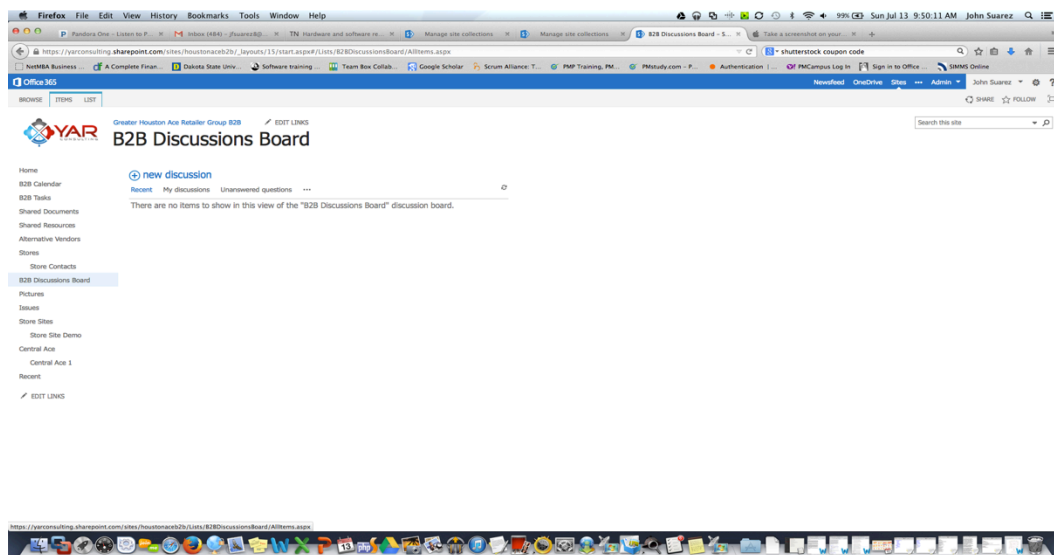 Firefox File Edit View History Bookmarks Tools Window Help 99% Sun Jul 13 9:50:11 AM John Suarez
Pandora One - Listen to P... Inbox (484) - jfsuarez8@... TN Hardware and software re... Manage site collections Manage site collections B2B Discussions Board - S... Take a screenshot on your...
https://yarconsulting.sharepoint.com/sites/houstonaceb2b/_layouts/15/start.aspx#/Lists/B2BDiscussionsBoard/AllItems.aspx shutterstock coupon code
NetMBA Business ... A Complete Finan... Dakota State Univ... Software training ... Team Box Collab... Google Scholar Scrum Alliance: T... PMP Training, PM... PMstudy.com - P... Authentication | ... PMCampus Log In Sign in to Office ... SIMMS Online
Office 365 Newsfeed OneDrive Sites ••• Admin John Suarez ?
BROWSE ITEMS LIST SHARE FOLLOW
YAR
CONSULTING
Greater Houston Ace Retailer Group B2B EDIT LINKS
Search this site
B2B Discussions Board
Home
B2B Calendar
B2B Tasks
Shared Documents
Shared Resources
Alternative Vendors
Stores
Store Contacts
B2B Discussions Board
Pictures
Issues
Store Sites
Store Site Demo
Central Ace
Central Ace 1
Recent
EDIT LINKS
new discussion
Recent My discussions Unanswered questions •••
There are no items to show in this view of the "B2B Discussions Board" discussion board.
https://yarconsulting.sharepoint.com/sites/houstonaceb2b/Lists/B2BDiscussionsBoard/AllItems.aspx